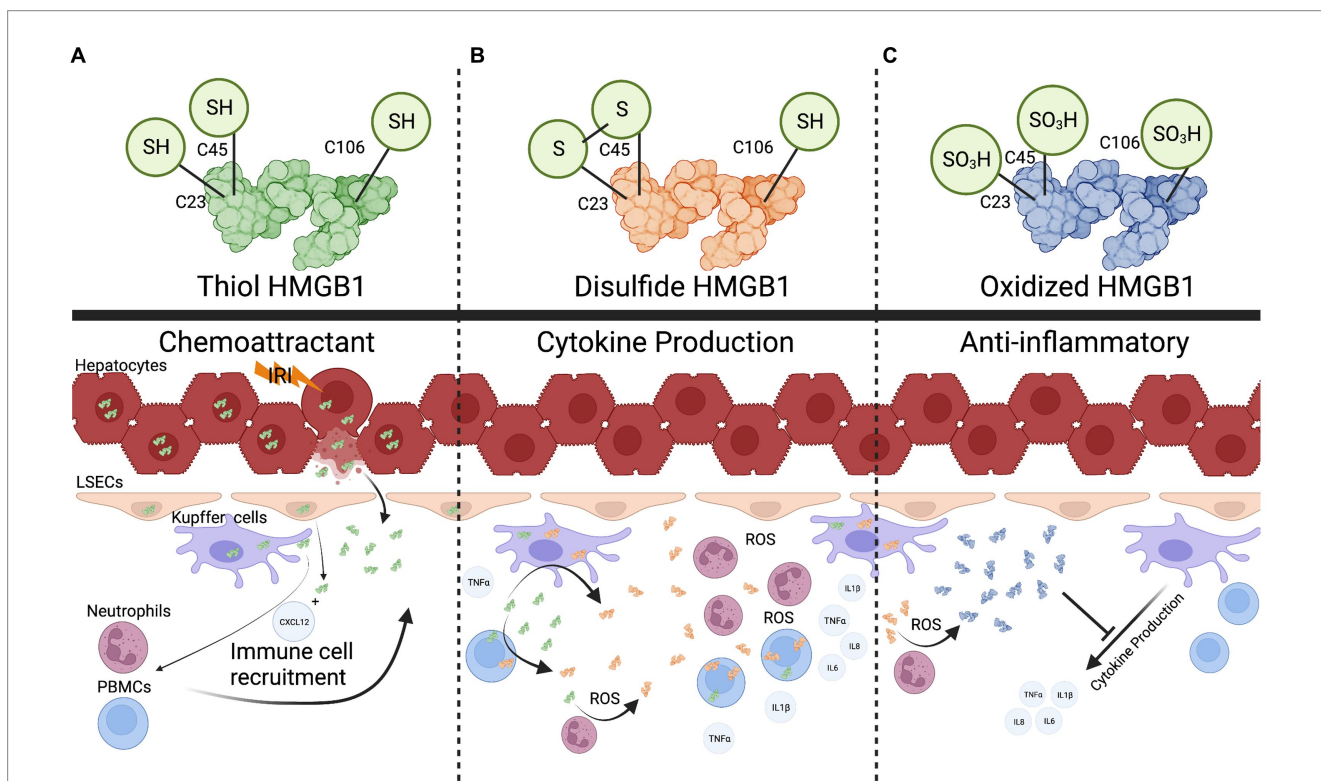 A
SH
SH
SH
C45
C106
C23
Thiol HMGB1
Chemoattractant
Hepatocytes
IRI
LSECs
Kupffer cells
+
CXCL12
Neutrophils
Immune cell
recruitment
PBMCs
B
S
S
SH
C45
C106
C23
Disulfide HMGB1
Cytokine Production
TNFα
ROS
ROS
ROS
IL1β
TNFα
IL8
IL6
IL1β
TNFα
C
SO₃H
SO₃H
SO₃H
C45
C106
C23
Oxidized HMGB1
Anti-inflammatory
ROS
Cytokine Production
TNFα
IL1β
IL8
IL6